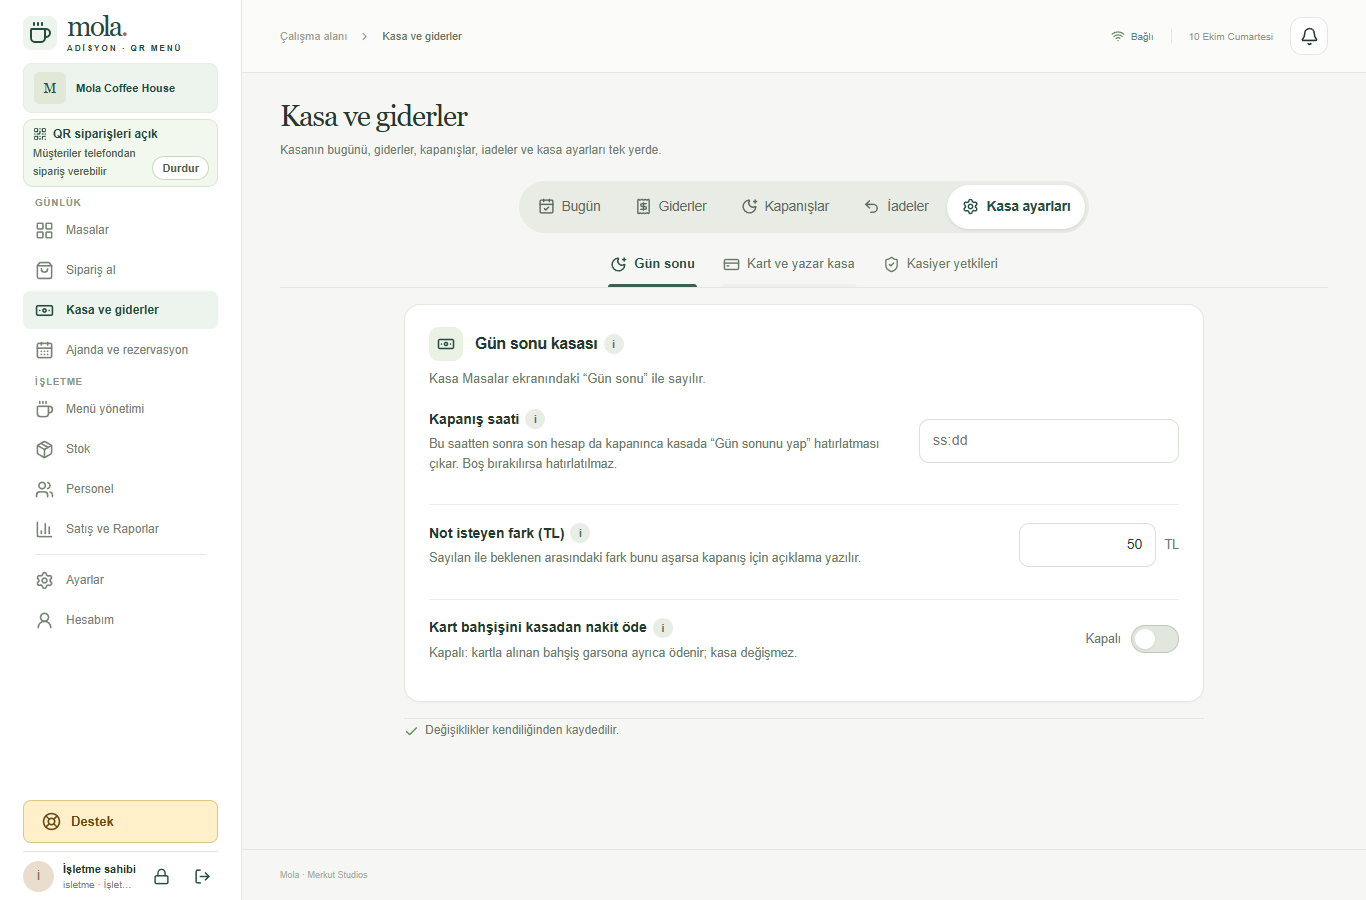 mola.
ADİSYON · QR MENÜ
M
Mola Coffee House
QR siparişleri açık
Müşteriler telefondan
sipariş verebilir
Durdur
GÜNLÜK
Masalar
Sipariş al
Kasa ve giderler
Ajanda ve rezervasyon
İŞLETME
Menü yönetimi
Stok
Personel
Satış ve Raporlar
Ayarlar
Hesabım
Destek
İ
İşletme sahibi
isletme · İşlet...
Çalışma alanı
Kasa ve giderler
Bağlı
10 Ekim Cumartesi
Kasa ve giderler
Kasanın bugünü, giderler, kapanışlar, iadeler ve kasa ayarları tek yerde.
Bugün
Giderler
Kapanışlar
İadeler
Kasa ayarları
Gün sonu
Kart ve yazar kasa
Kasiyer yetkileri
Gün sonu kasası
i
Kasa Masalar ekranındaki “Gün sonu” ile sayılır.
Kapanış saati
i
Bu saatten sonra son hesap da kapanınca kasada “Gün sonunu yap” hatırlatması
çıkar. Boş bırakılırsa hatırlatılmaz.
ss:dd
Not isteyen fark (TL)
i
Sayılan ile beklenen arasındaki fark bunu aşarsa kapanış için açıklama yazılır.
50
TL
Kart bahşişini kasadan nakit öde
i
Kapalı: kartla alınan bahşiş garsona ayrıca ödenir; kasa değişmez.
Kapalı
Değişiklikler kendiliğinden kaydedilir.
Mola · Merkut Studios